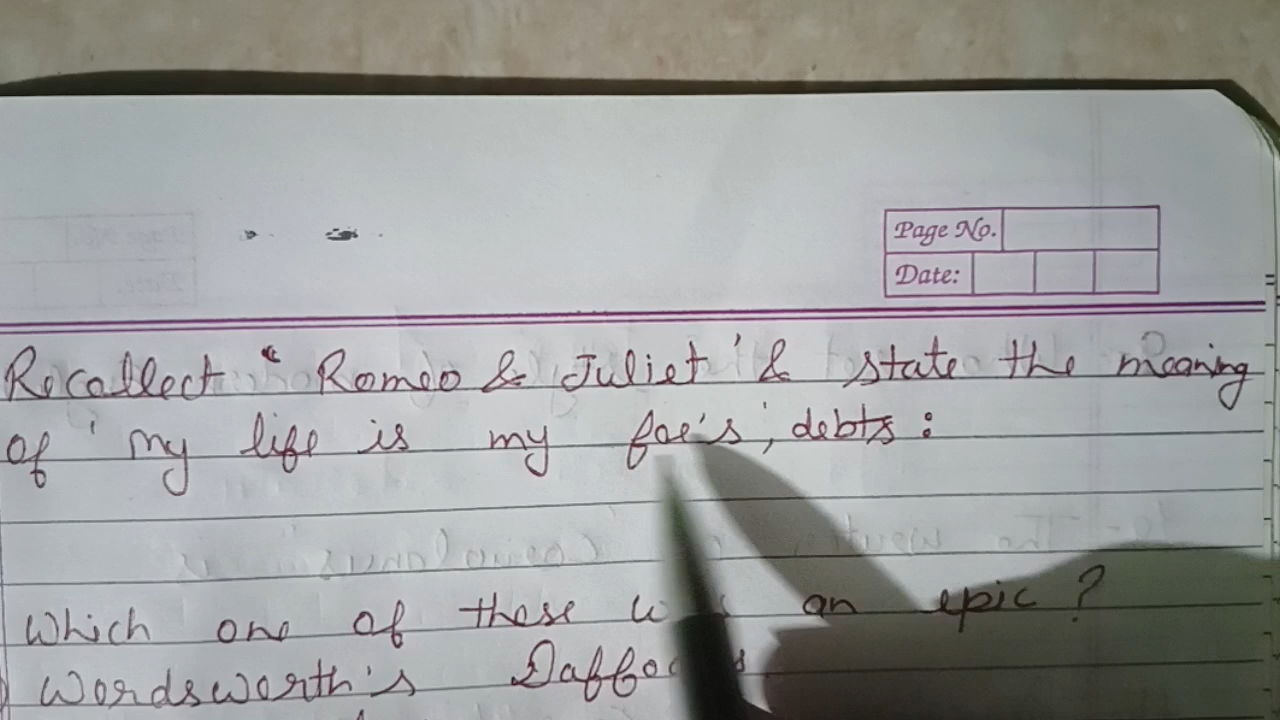 Page No.
Date:
Recollect " Romeo & Juliet ' & state the meaning
of ' my life is my foe's ', debts :
Which one of these an epic ?
Wordsworth's